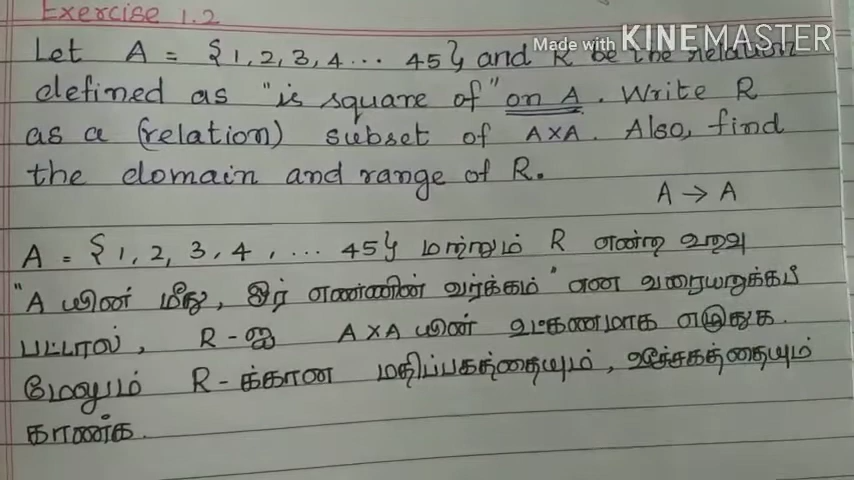 Exercise 1.2
Made with KINEMASTER
Let A = {1, 2, 3, 4 ... 45} and R be the relation
defined as "is square of" on A. Write R
as a (relation) subset of A×A. Also, find
the domain and range of R.
A → A
A = {1, 2, 3, 4, ... 45} மற்றும் R என்ற உறவு
"A யின் மீது, ஓர் எண்ணின் வர்க்கம்" என வரையறுக்கப்
பட்டால், R-ஐ A×A யின் உட்கணமாக எழுதுக.
மேலும் R-க்கான மதிப்பகத்தையும், வீச்சகத்தையும்
காண்க.